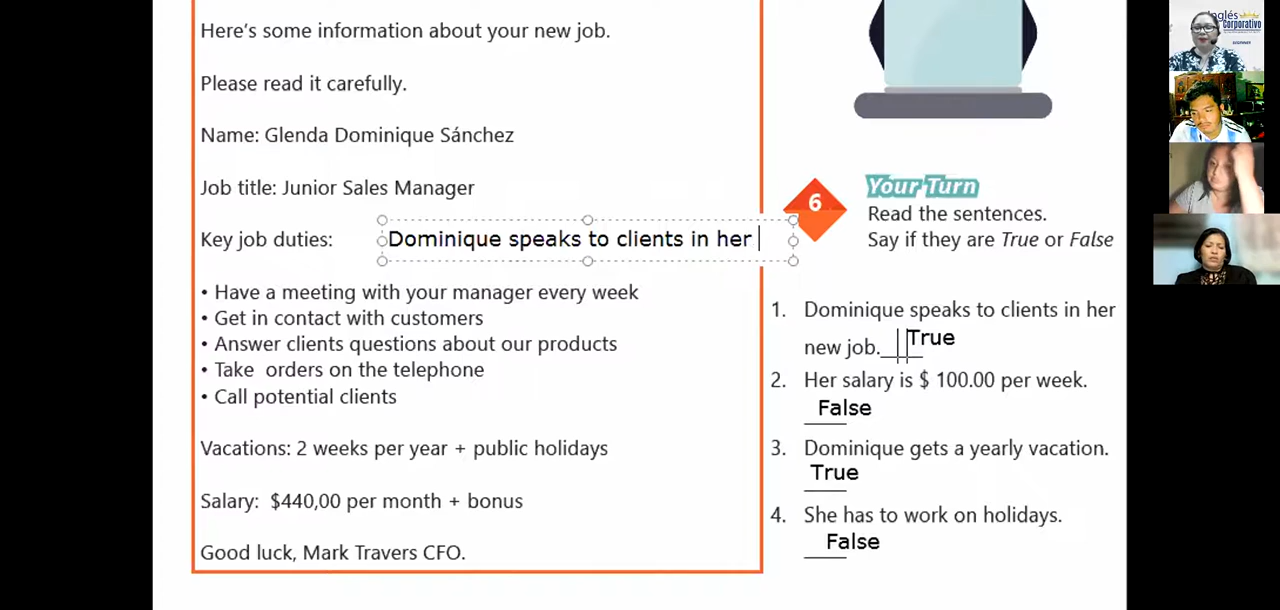 Here's some information about your new job.
Please read it carefully.
Name: Glenda Dominique Sánchez
Job title: Junior Sales Manager
Key job duties:
Dominique speaks to clients in her
• Have a meeting with your manager every week
• Get in contact with customers
• Answer clients questions about our products
• Take  orders on the telephone
• Call potential clients
Vacations: 2 weeks per year + public holidays
Salary:  $440,00 per month + bonus
Good luck, Mark Travers CFO.
6
Your Turn
Read the sentences.
Say if they are True or False
1. Dominique speaks to clients in her
new job. True
2. Her salary is $ 100.00 per week.
False
3. Dominique gets a yearly vacation.
True
4. She has to work on holidays.
False
Inglés
Corporativo